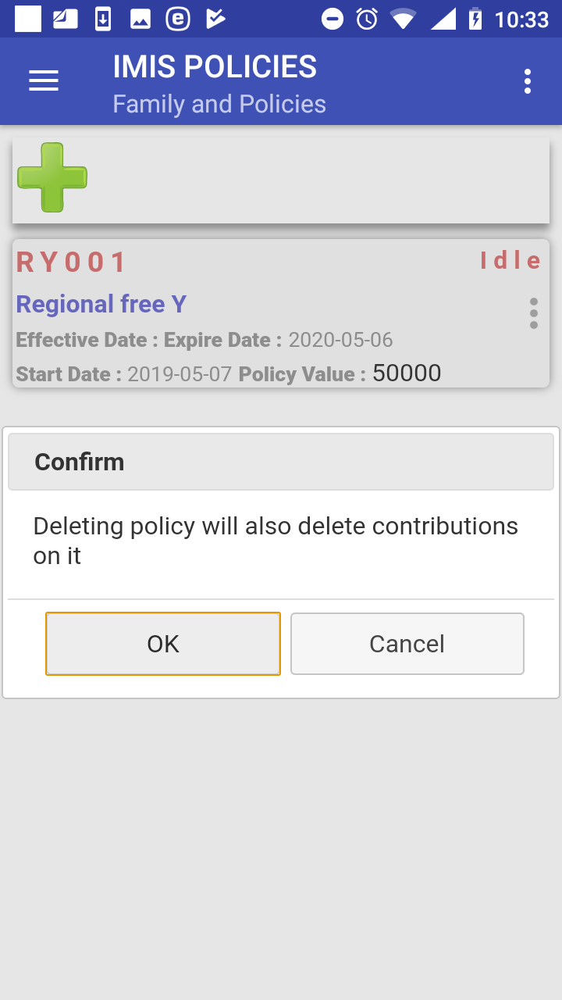 10:33
IMIS POLICIES
Family and Policies
RY001 Idle
Regional free Y
Effective Date : Expire Date : 2020-05-06
Start Date : 2019-05-07 Policy Value : 50000
Confirm
Deleting policy will also delete contributions
on it
OK Cancel